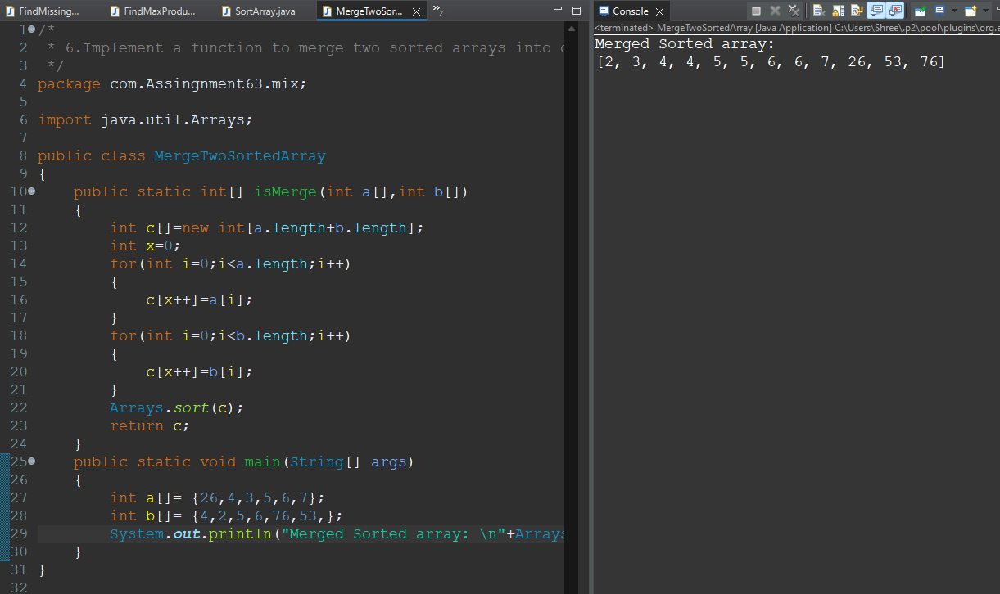 FindMissing...
FindMaxProdu...
SortArray.java
MergeTwoSor...
2
1 /*
2 * 6.Implement a function to merge two sorted arrays into
3 */
4 package com.Assingnment63.mix;
5
6 import java.util.Arrays;
7
8 public class MergeTwoSortedArray
9 {
10 public static int[] isMerge(int a[],int b[])
11 {
12 int c[]=new int[a.length+b.length];
13 int x=0;
14 for(int i=0;i<a.length;i++)
15 {
16 c[x++]=a[i];
17 }
18 for(int i=0;i<b.length;i++)
19 {
20 c[x++]=b[i];
21 }
22 Arrays.sort(c);
23 return c;
24 }
25 public static void main(String[] args)
26 {
27 int a[]= {26,4,3,5,6,7};
28 int b[]= {4,2,5,6,76,53,};
29 System.out.println("Merged Sorted array: \n"+Arrays
30 }
31 }
32
Console
<terminated> MergeTwoSortedArray [Java Application] C:\Users\Shree\.p2\pool\plugins\org.e
Merged Sorted array:
[2, 3, 4, 4, 5, 5, 6, 6, 7, 26, 53, 76]